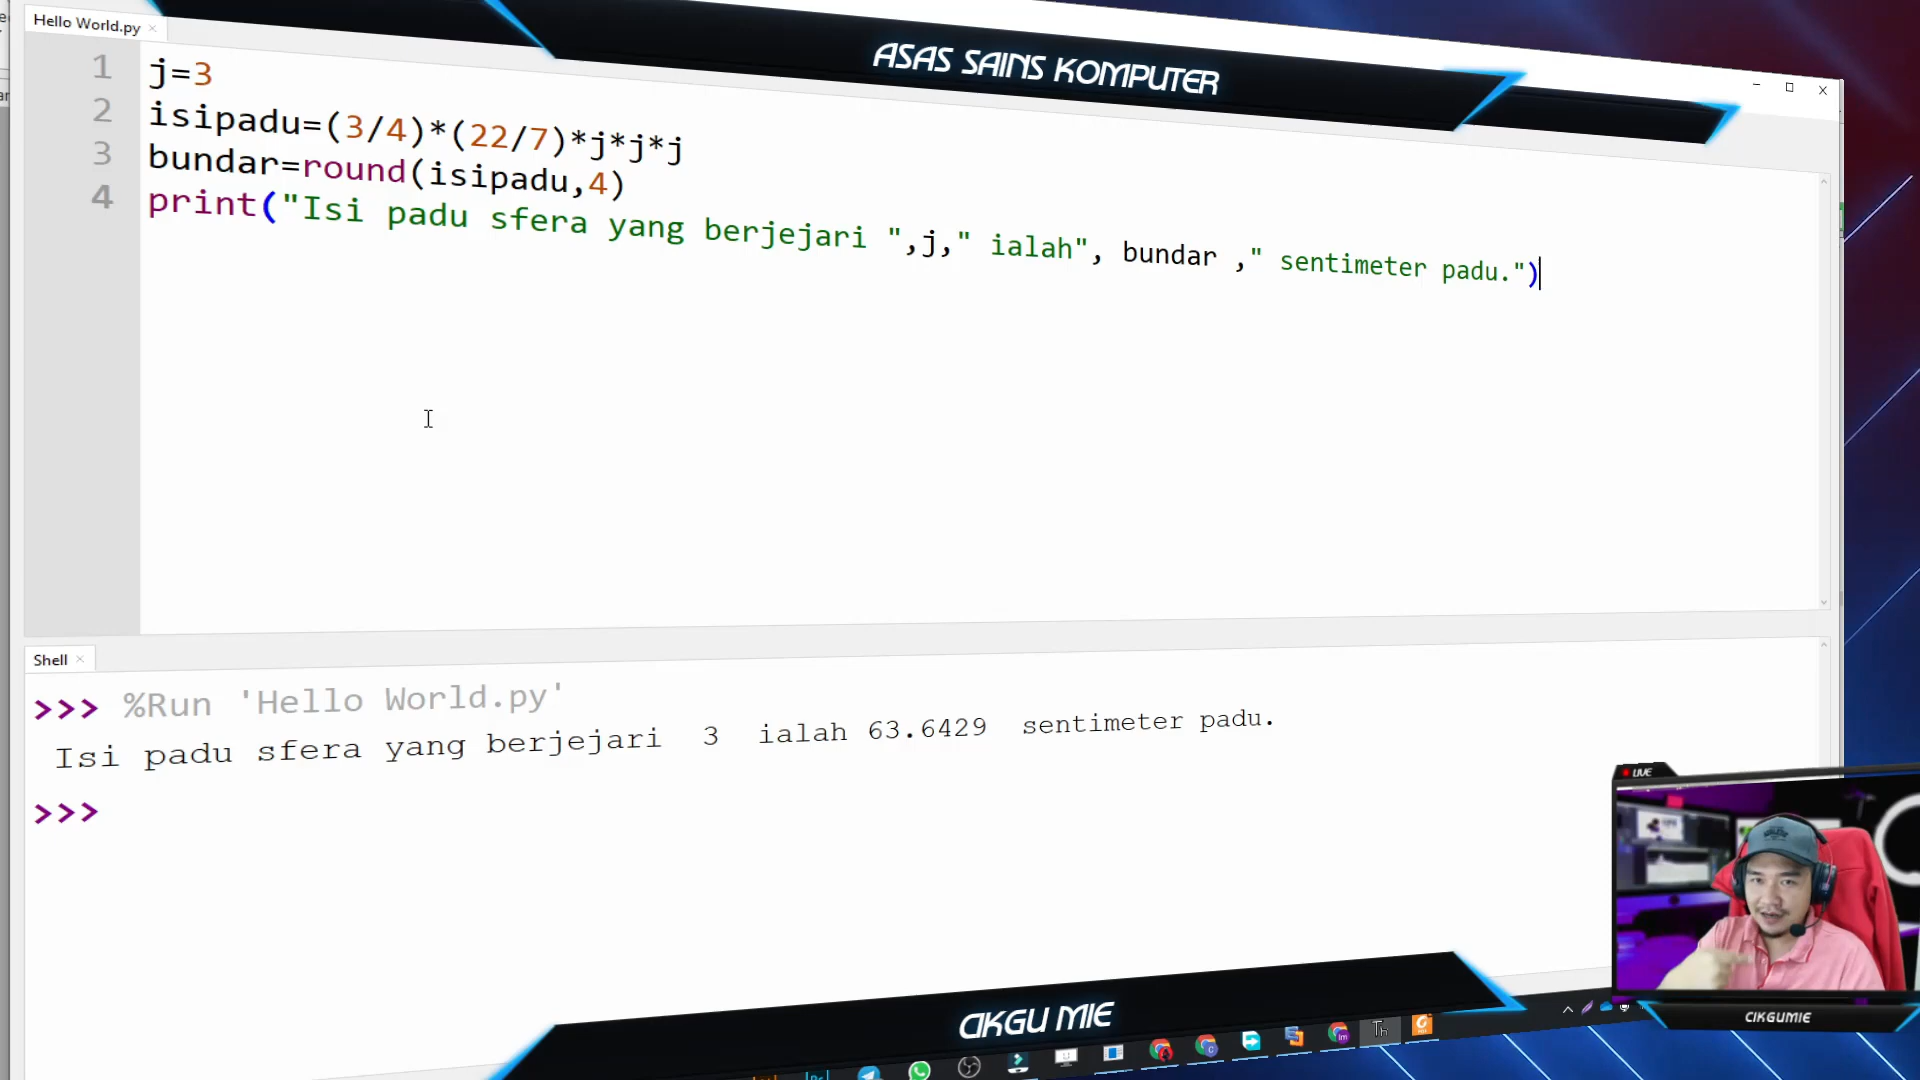 Hello World.py
ASAS SAINS KOMPUTER
1 j=3
2 isipadu=(3/4)*(22/7)*j*j*j
3 bundar=round(isipadu,4)
4 print("Isi padu sfera yang berjejari ",j," ialah", bundar ," sentimeter padu.")
Shell
>>> %Run 'Hello World.py'
Isi padu sfera yang berjejari  3  ialah 63.6429  sentimeter padu.
>>>
LIVE
CIKGU MIE
CIKGUMIE
Th